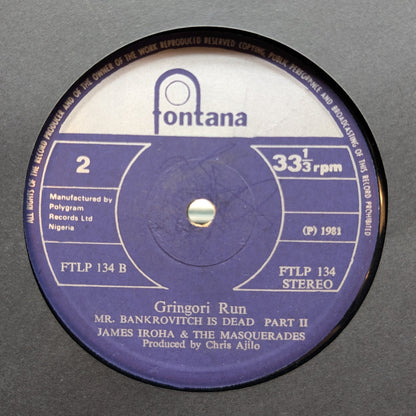 ALL RIGHTS OF THE RECORD PRODUCER AND OF THE OWNER OF THE WORK REPRODUCED RESERVED COPYING, PUBLIC PERFORMANCE AND BROADCASTING OF THIS RECORD PROHIBITED
fontana
2
33 1/3 rpm
Manufactured by
Polygram
Records Ltd
Nigeria
(P) 1981
FTLP 134 B
FTLP 134
STEREO
Gringori Run
MR. BANKROVITCH IS DEAD PART II
JAMES IROHA & THE MASQUERADES
Produced by Chris Ajilo